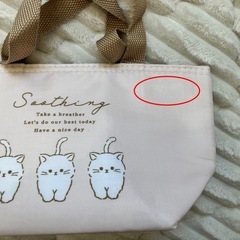 Soothing
Take a breather
Let's do our best today
Have a nice day